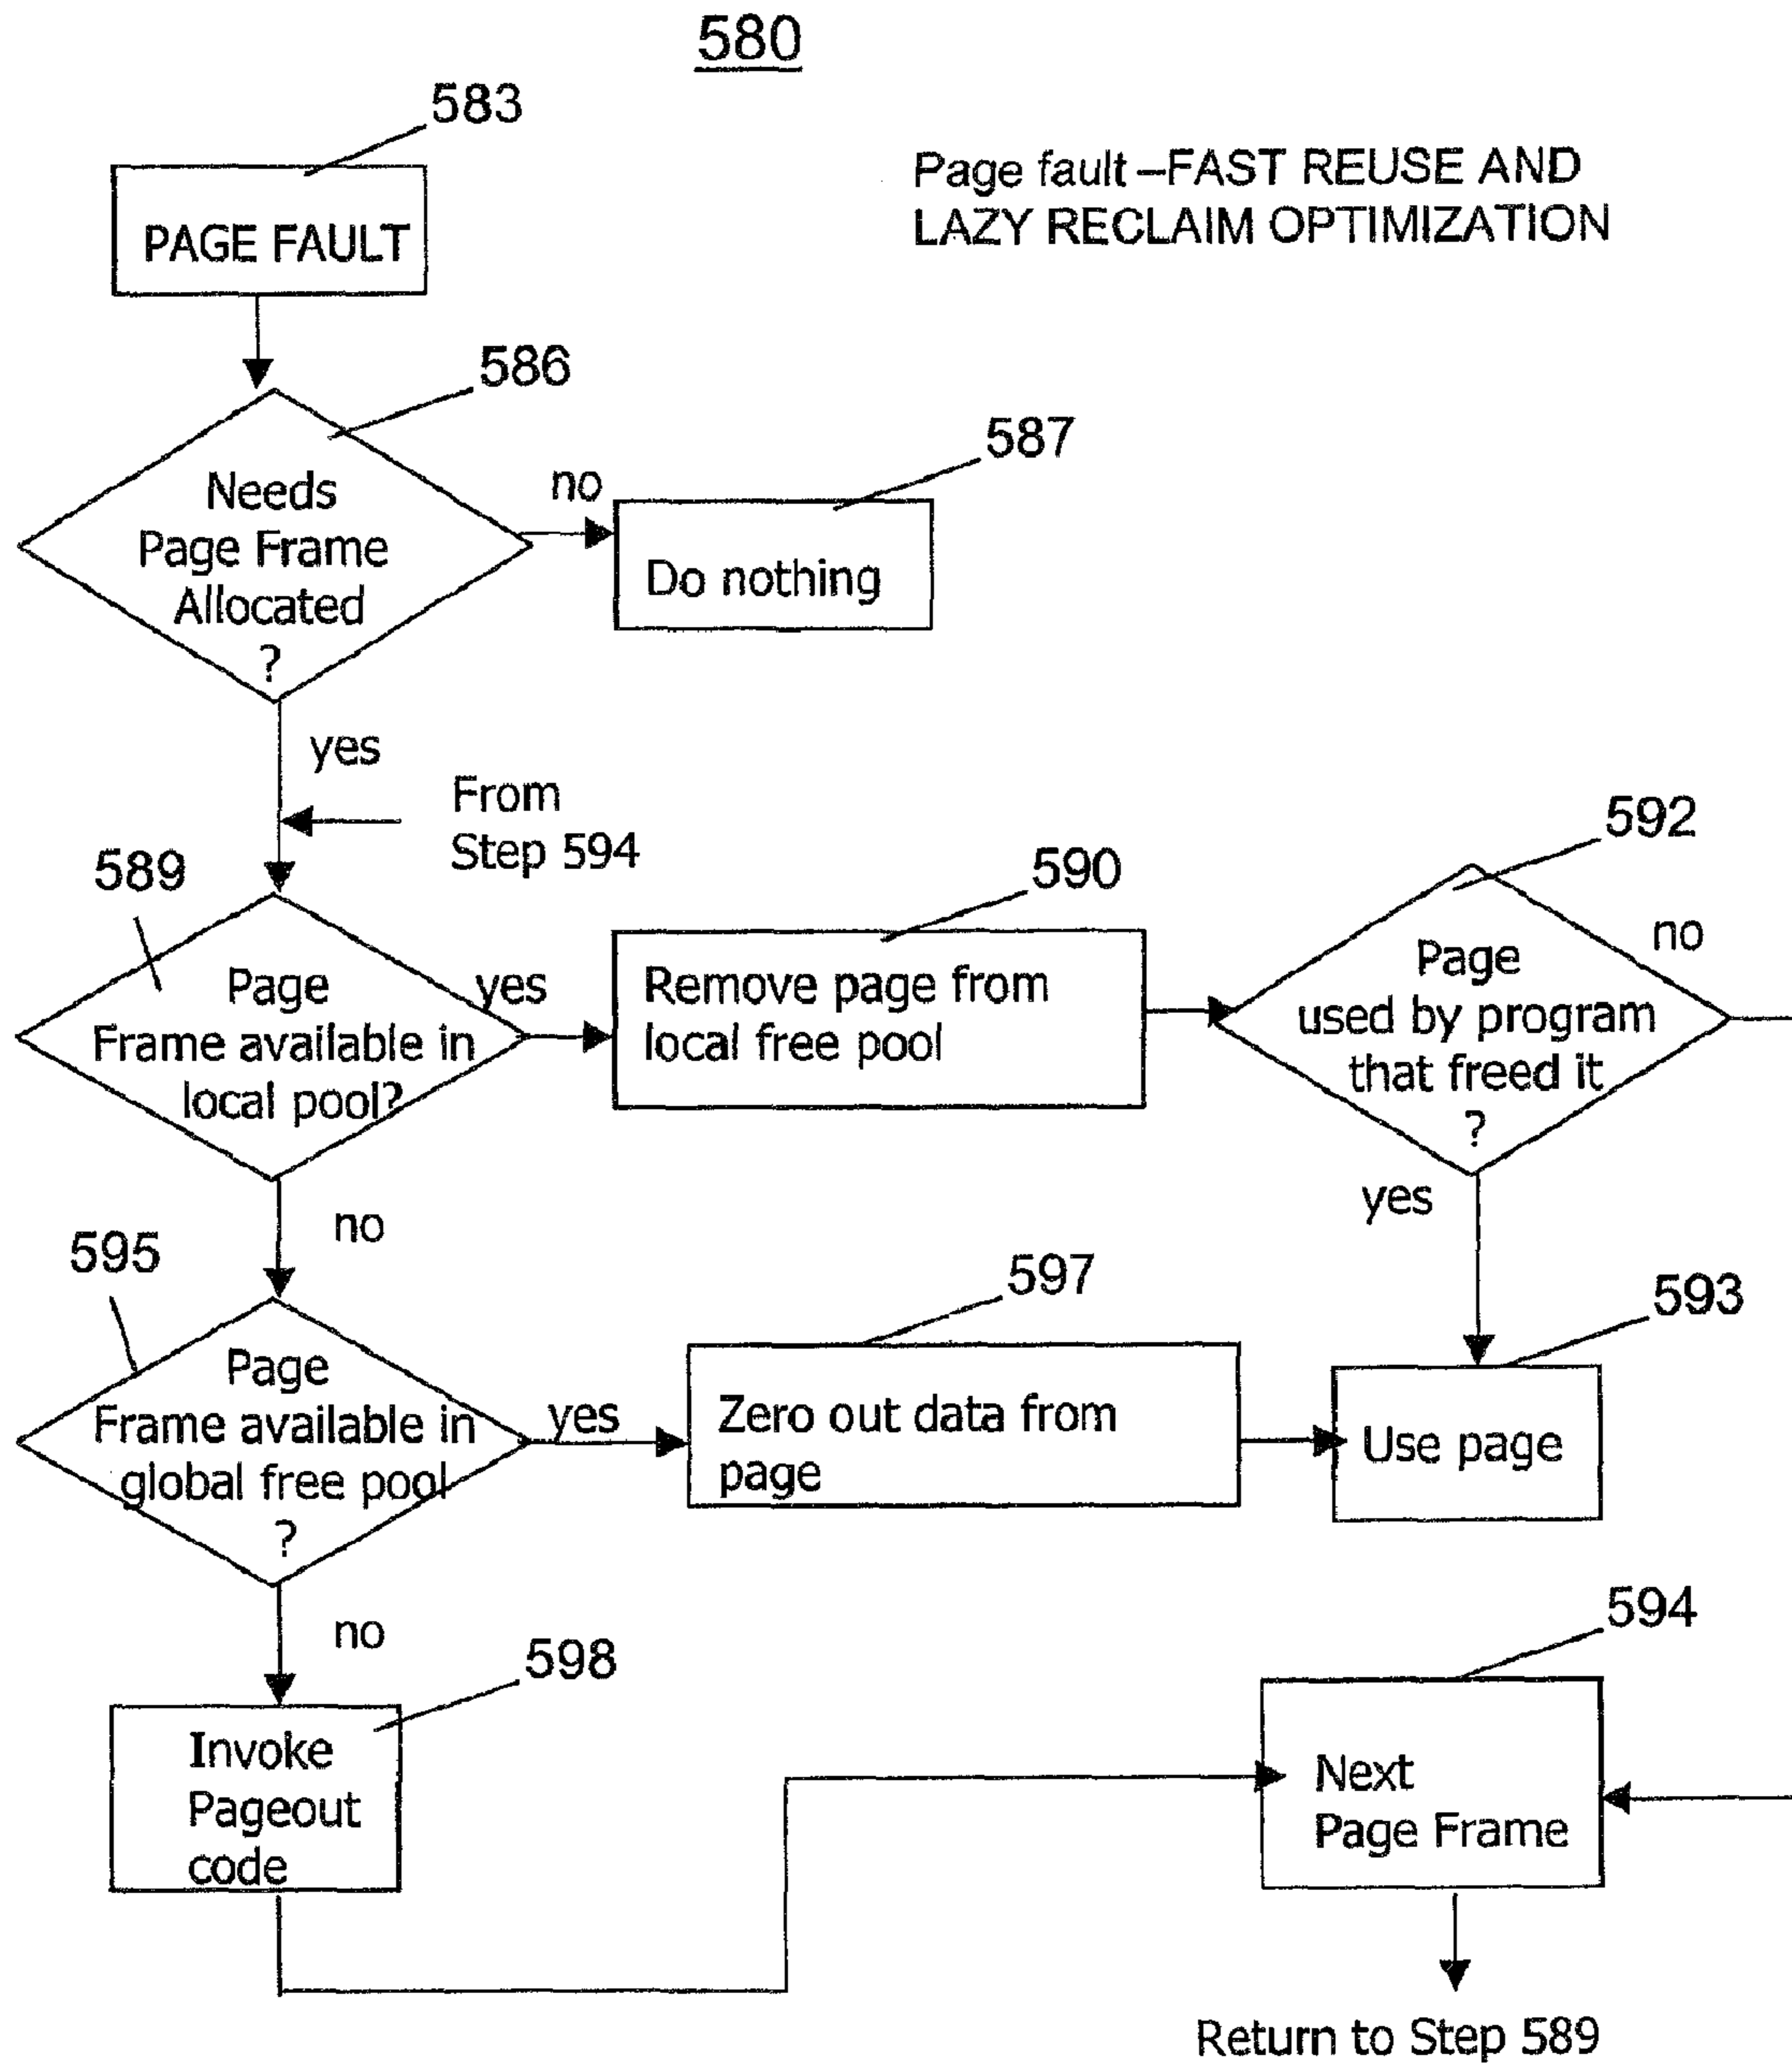 580
583
Page fault –FAST REUSE AND
LAZY RECLAIM OPTIMIZATION
PAGE FAULT
586
Needs
Page Frame
Allocated
?
no
587
Do nothing
yes
From
Step 594
589
Page
Frame available in
local pool?
yes
590
Remove page from
local free pool
592
Page
used by program
that freed it
?
no
yes
no
595
Page
Frame available in
global free pool
?
yes
597
Zero out data from
page
593
Use page
no
598
Invoke
Pageout
code
594
Next
Page Frame
Return to Step 589